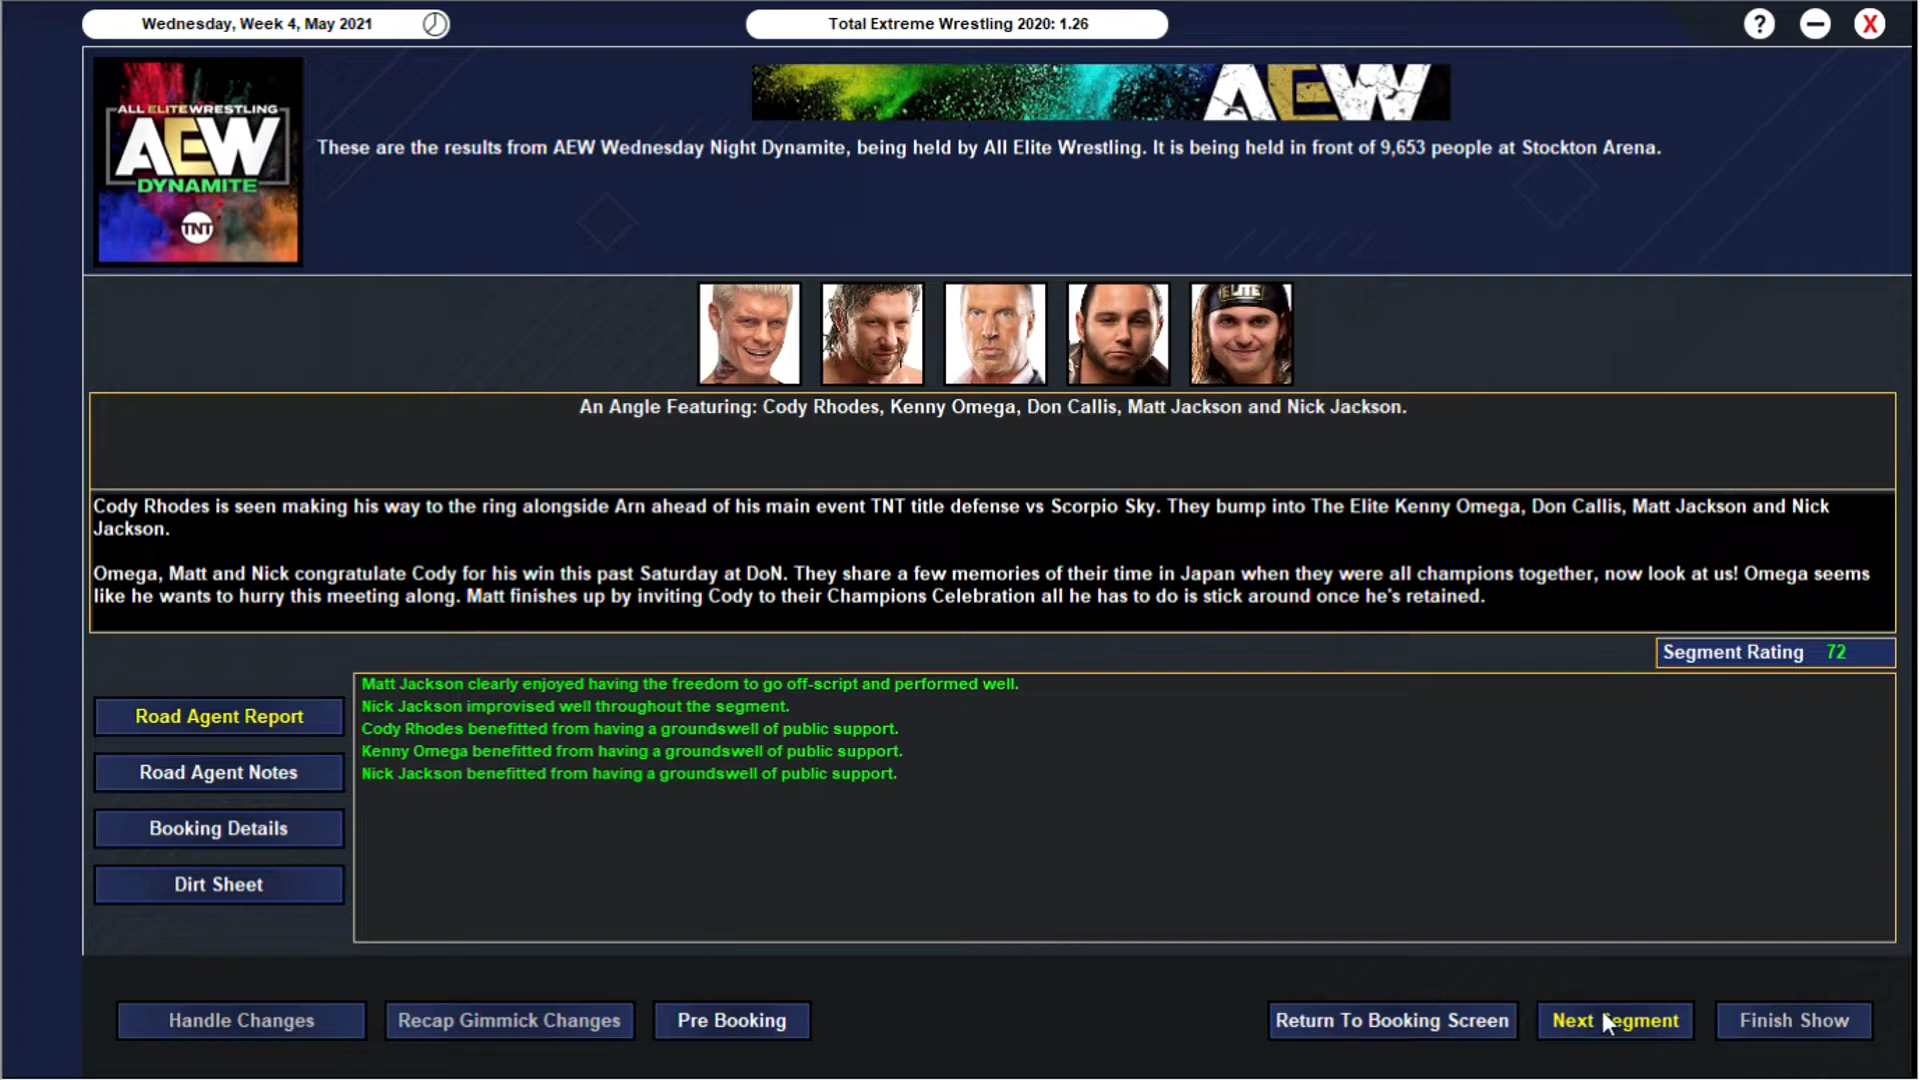 Wednesday, Week 4, May 2021
Total Extreme Wrestling 2020: 1.26
?
X
ALL ELITE WRESTLING
AEW
DYNAMITE
TNT
AEW
These are the results from AEW Wednesday Night Dynamite, being held by All Elite Wrestling. It is being held in front of 9,653 people at Stockton Arena.
ELITE
An Angle Featuring: Cody Rhodes, Kenny Omega, Don Callis, Matt Jackson and Nick Jackson.
Cody Rhodes is seen making his way to the ring alongside Arn ahead of his main event TNT title defense vs Scorpio Sky. They bump into The Elite Kenny Omega, Don Callis, Matt Jackson and Nick
Jackson.
Omega, Matt and Nick congratulate Cody for his win this past Saturday at DoN. They share a few memories of their time in Japan when they were all champions together, now look at us! Omega seems
like he wants to hurry this meeting along. Matt finishes up by inviting Cody to their Champions Celebration all he has to do is stick around once he's retained.
Segment Rating 72
Road Agent Report
Road Agent Notes
Booking Details
Dirt Sheet
Matt Jackson clearly enjoyed having the freedom to go off-script and performed well.
Nick Jackson improvised well throughout the segment.
Cody Rhodes benefitted from having a groundswell of public support.
Kenny Omega benefitted from having a groundswell of public support.
Nick Jackson benefitted from having a groundswell of public support.
Handle Changes
Recap Gimmick Changes
Pre Booking
Return To Booking Screen
Next Segment
Finish Show